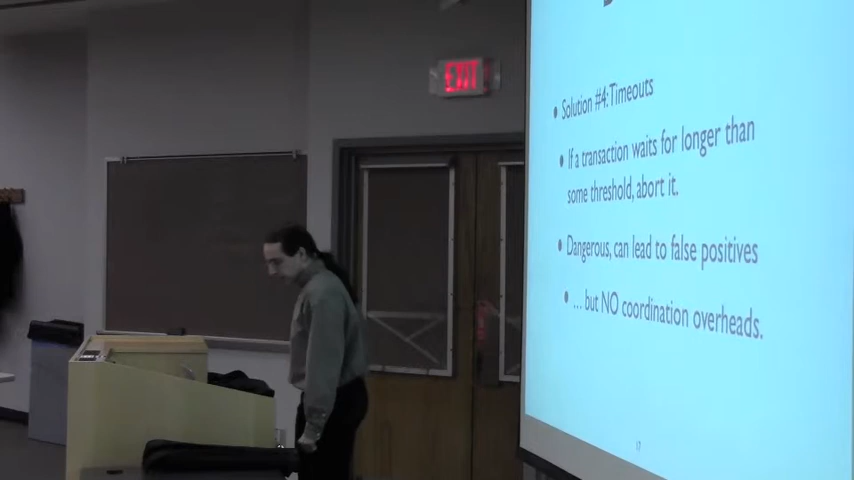 EXIT
• Solution #4: Timeouts
• If a transaction waits for longer than
some threshold, abort it.
• Dangerous, can lead to false positives
• ... but NO coordination overheads.
17